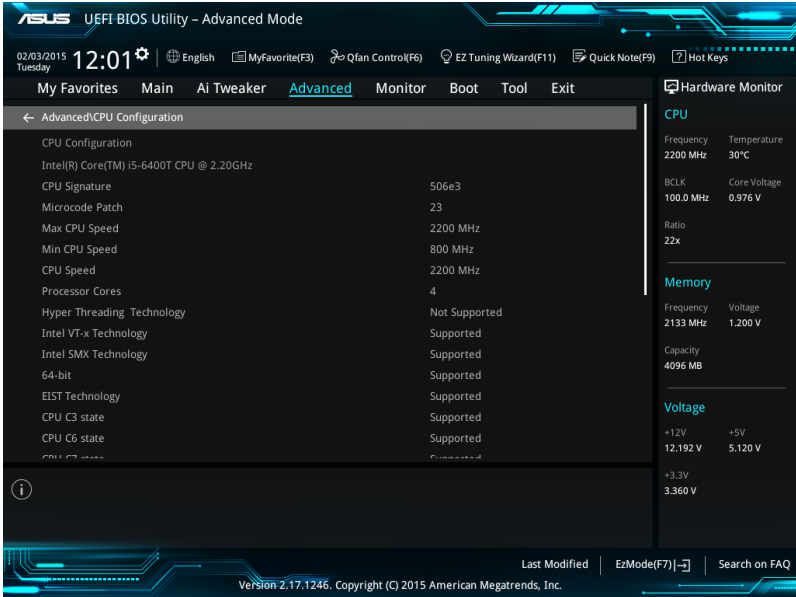 ASUS UEFI BIOS Utility – Advanced Mode
02/03/2015 Tuesday 12:01 English MyFavorite(F3) Qfan Control(F6) EZ Tuning Wizard(F11) Quick Note(F9) ? Hot Keys
My Favorites Main Ai Tweaker Advanced Monitor Boot Tool Exit
← Advanced\CPU Configuration
CPU Configuration
Intel(R) Core(TM) i5-6400T CPU @ 2.20GHz
CPU Signature 506e3
Microcode Patch 23
Max CPU Speed 2200 MHz
Min CPU Speed 800 MHz
CPU Speed 2200 MHz
Processor Cores 4
Hyper Threading Technology Not Supported
Intel VT-x Technology Supported
Intel SMX Technology Supported
64-bit Supported
EIST Technology Supported
CPU C3 state Supported
CPU C6 state Supported
CPU C7 state Supported
Hardware Monitor
CPU
Frequency Temperature
2200 MHz 30°C
BCLK Core Voltage
100.0 MHz 0.976 V
Ratio
22x
Memory
Frequency Voltage
2133 MHz 1.200 V
Capacity
4096 MB
Voltage
+12V +5V
12.192 V 5.120 V
+3.3V
3.360 V
Last Modified EzMode(F7) Search on FAQ
Version 2.17.1246. Copyright (C) 2015 American Megatrends, Inc.